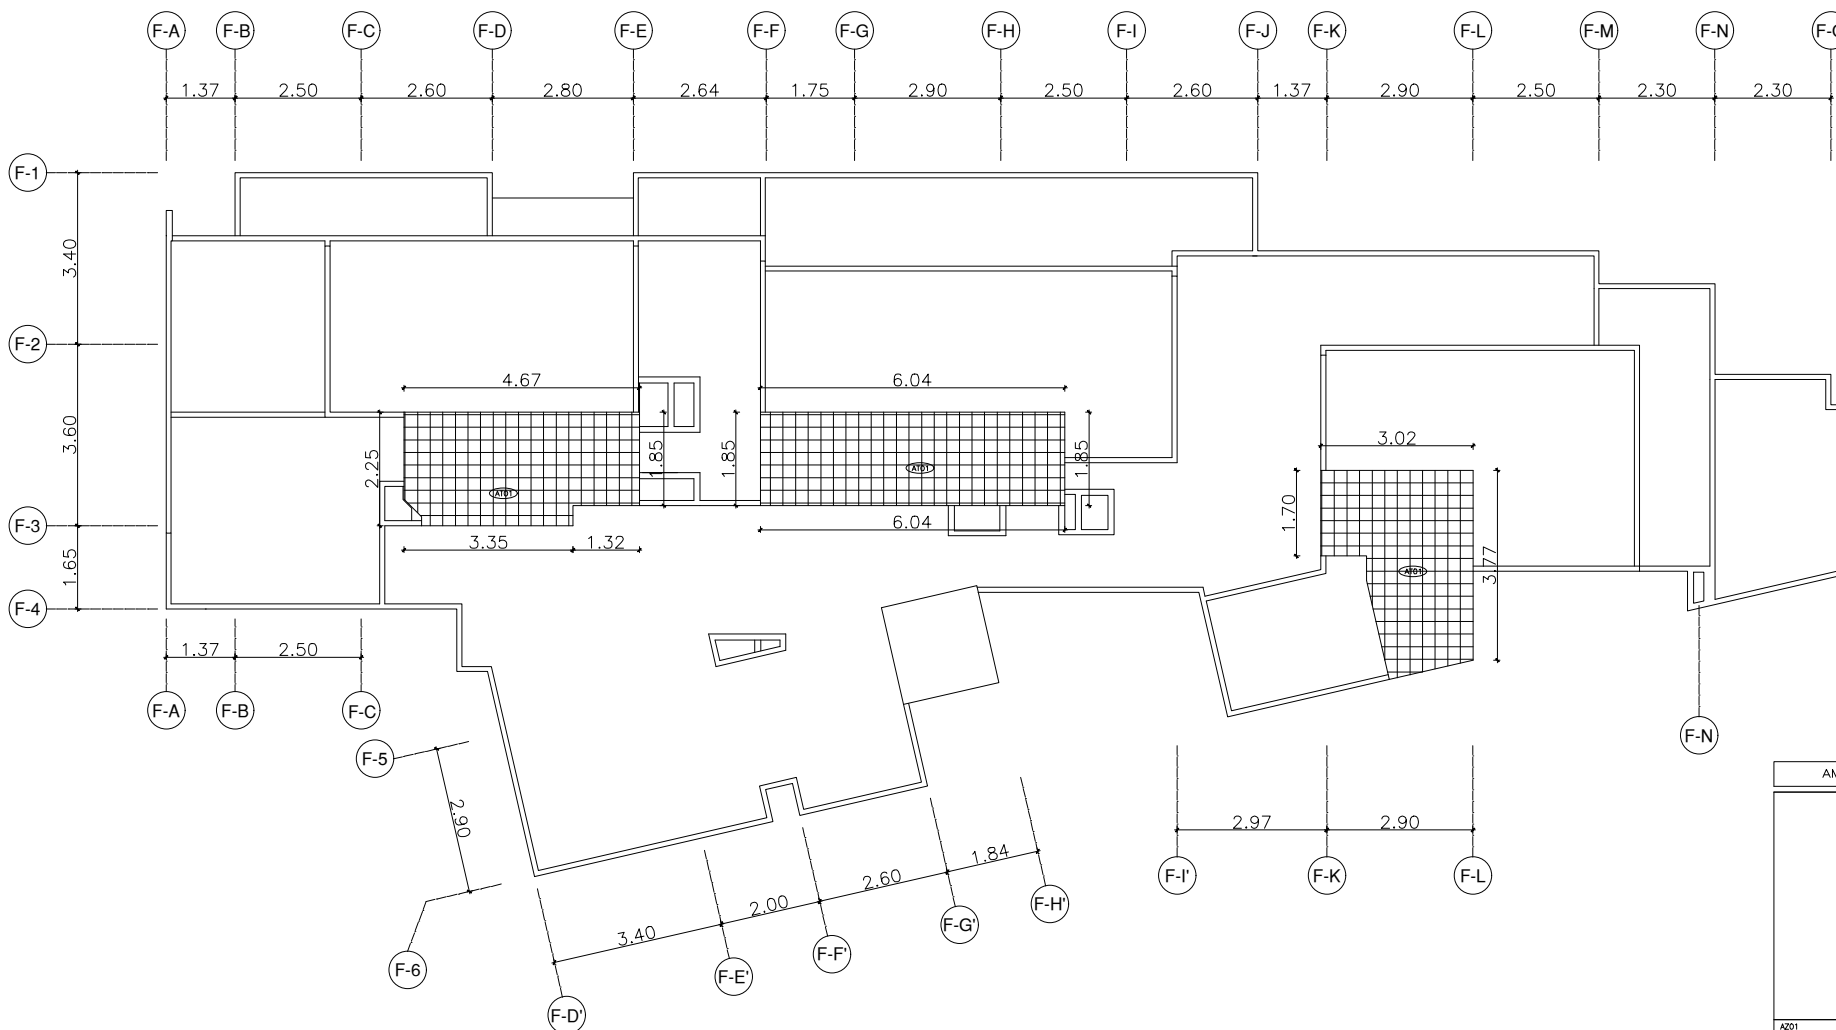 F-A F-B F-C F-D F-E F-F F-G F-H F-I F-J F-K F-L F-M F-N
1.37 2.50 2.60 2.80 2.64 1.75 2.90 2.50 2.60 1.37 2.90 2.50 2.30 2.30
F-1
3.40
F-2
4.67 6.04
3.60
3.02
2.25 1.85 1.85 1.85
AT01
AT01
1.70
F-3
6.04
3.35 1.32
3.77
AT01
1.65
F-4
1.37 2.50
F-A F-B F-C
F-N
F-5
2.90
2.97 2.90
1.84
F-I' F-K F-L
2.60
2.00
3.40
F-H'
F-G'
F-F'
F-6
F-E'
F-D'
AZ01